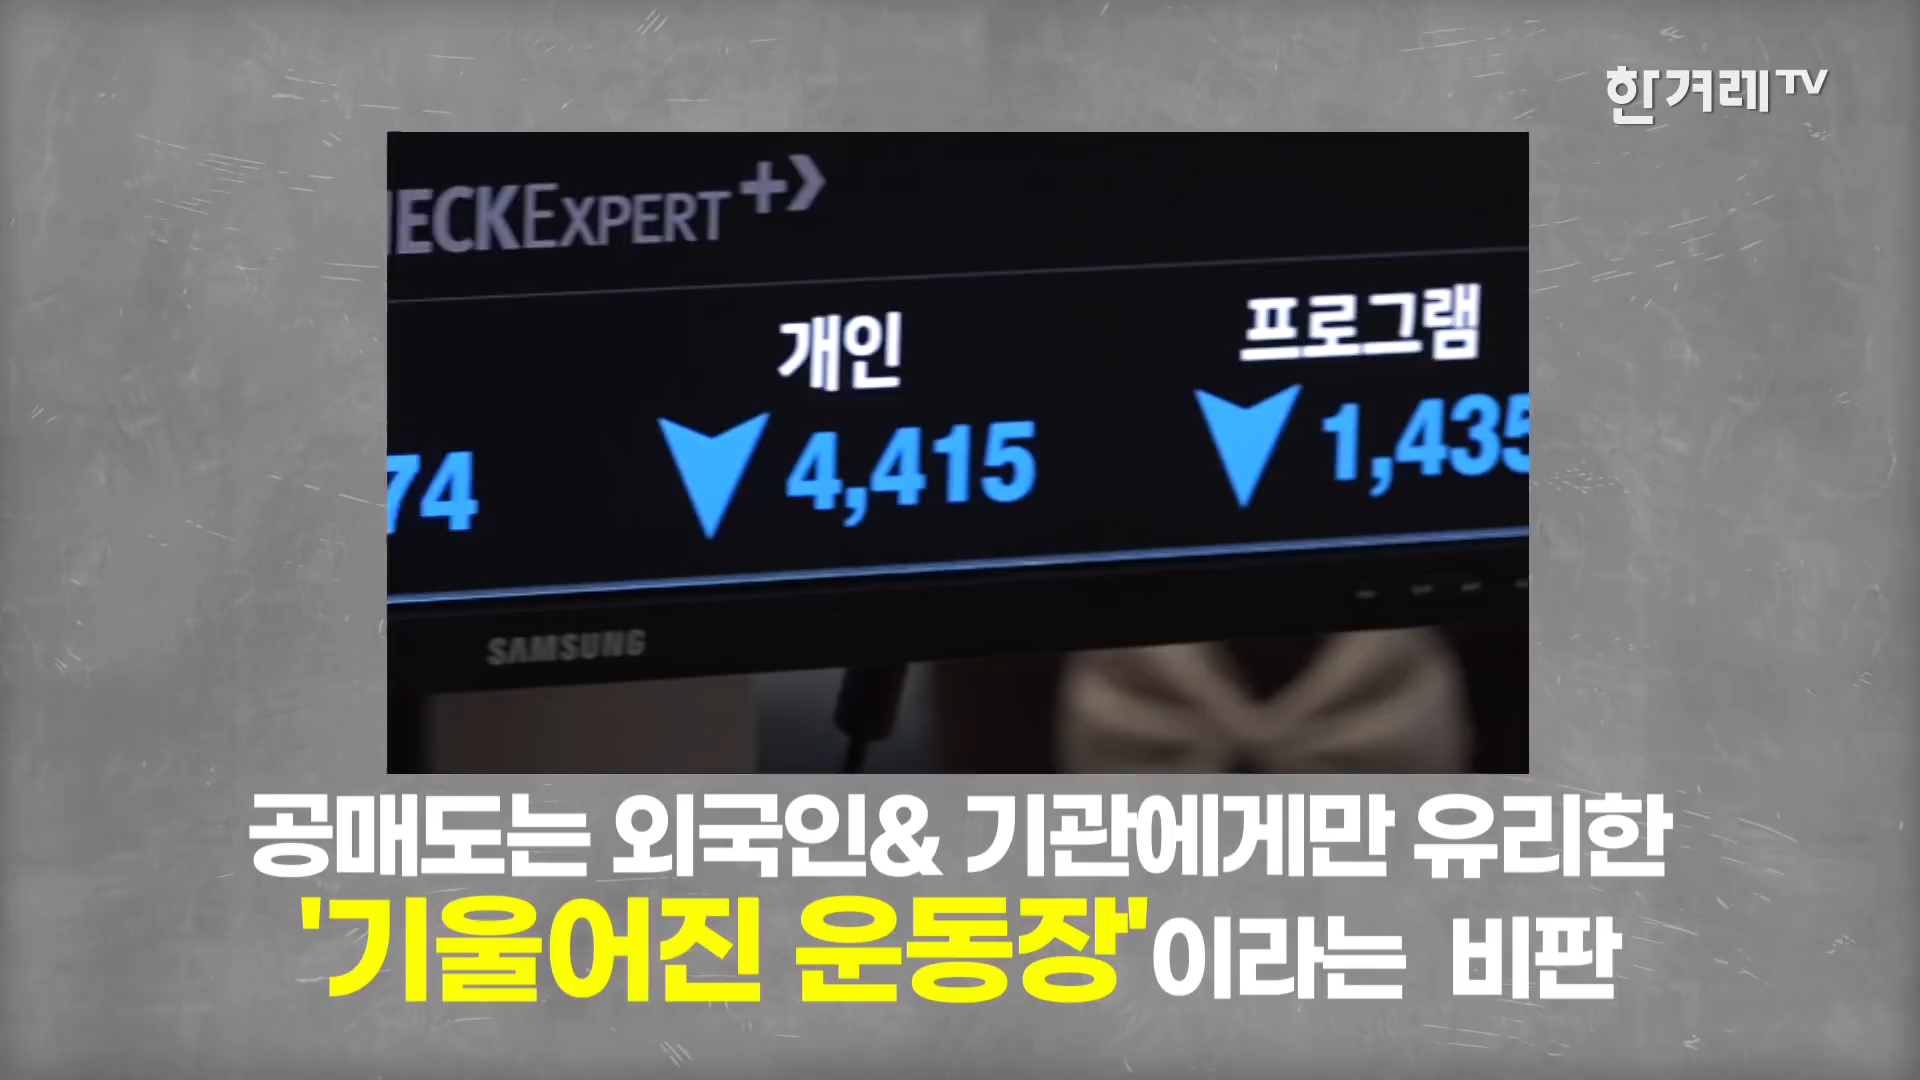 한겨레TV
ECKEXPERT+
개인
프로그램
74
4,415
1,435
SAMSUNG
공매도는 외국인& 기관에게만 유리한
'기울어진 운동장'이라는 비판